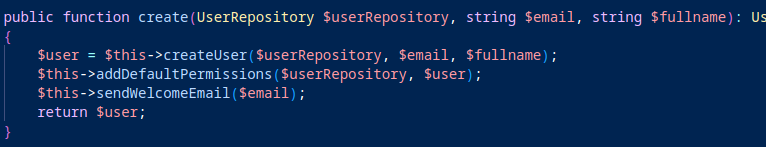 public function create(UserRepository $userRepository, string $email, string $fullname): Us
{
    $user = $this->createUser($userRepository, $email, $fullname);
    $this->addDefaultPermissions($userRepository, $user);
    $this->sendWelcomeEmail($email);
    return $user;
}